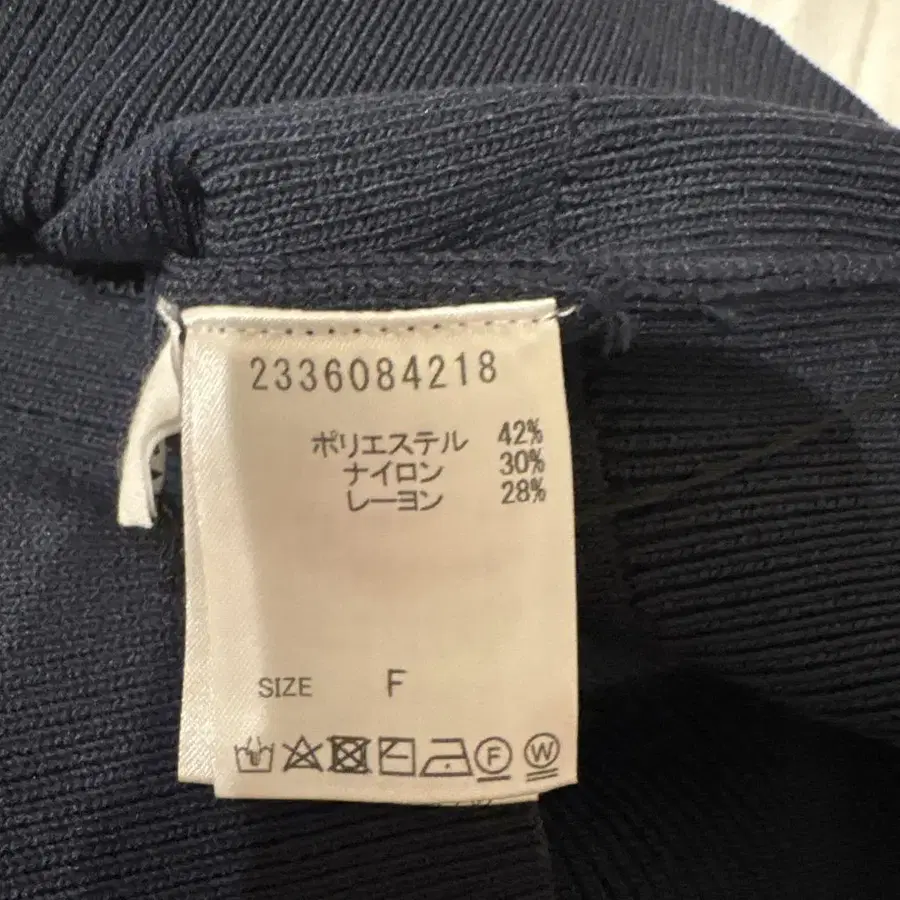 2336084218
ポリエステル 42%
ナイロン 30%
レーヨン 28%
SIZE F
F W